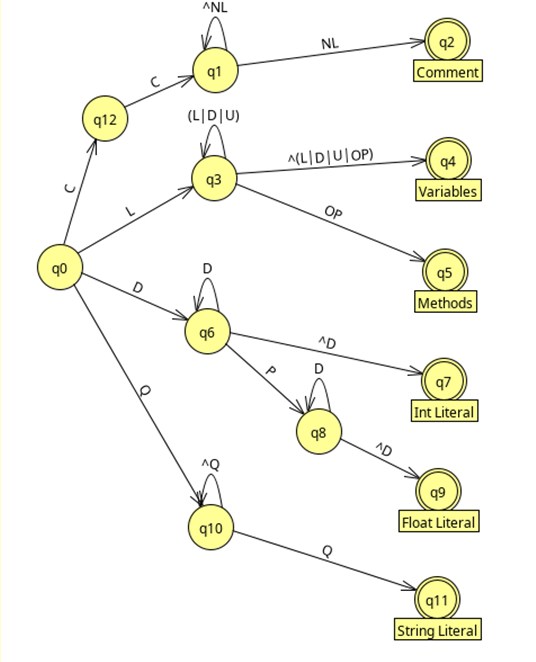 ^NL
q1
NL
q2
Comment
C
q12
(L|D|U)
C
q3
^(L|D|U|OP)
q4
Variables
L
OP
q0
q5
Methods
D
D
q6
^D
q7
Int Literal
P
D
q8
^D
q9
Float Literal
Q
^Q
q10
Q
q11
String Literal